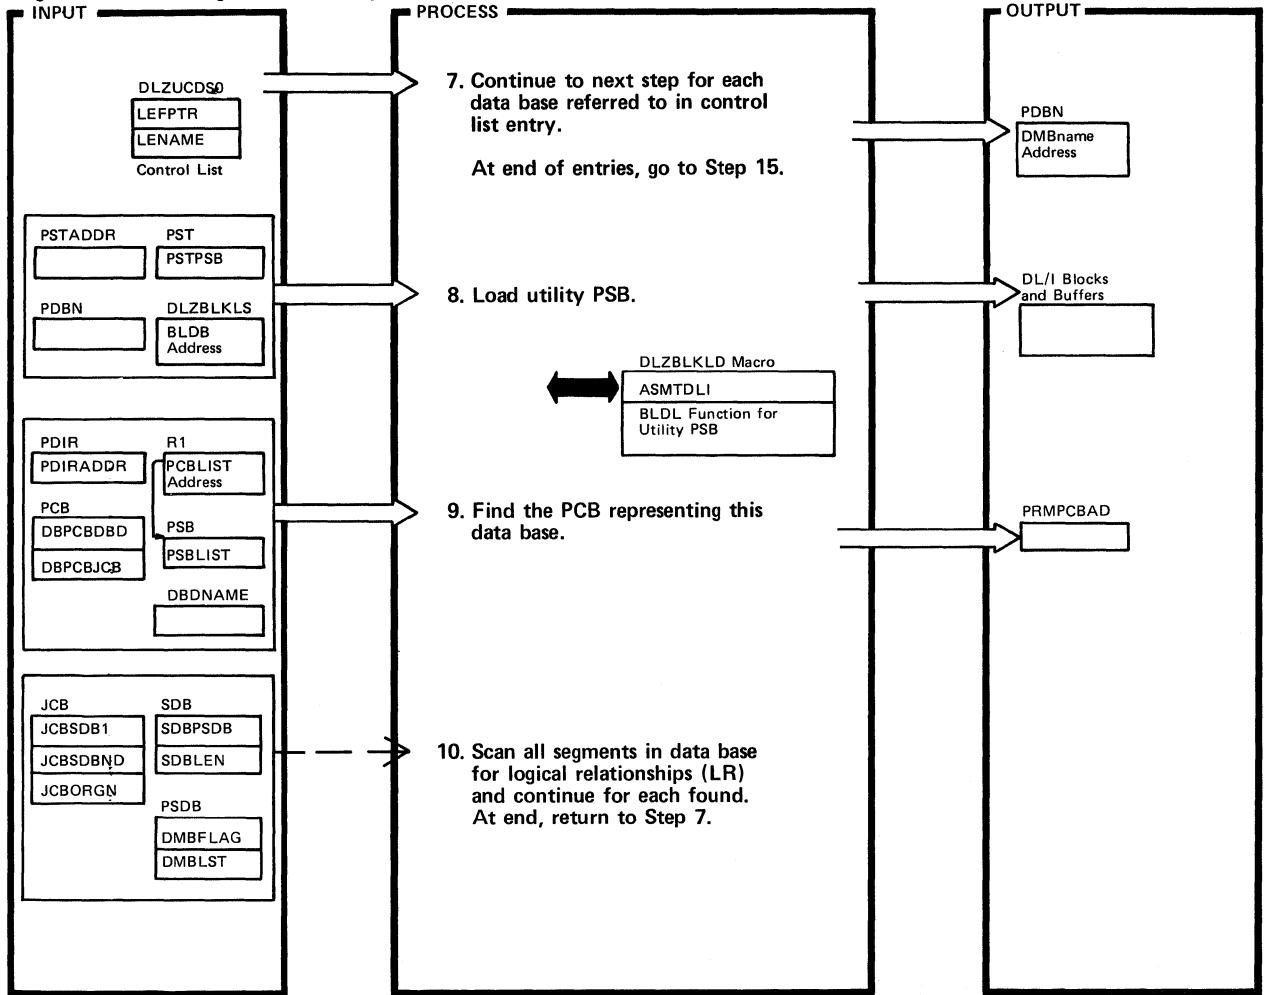 INPUT
PROCESS
OUTPUT
DLZUCDS0
LEFPTR
LENAME
Control List
7. Continue to next step for each
data base referred to in control
list entry.
At end of entries, go to Step 15.
PDBN
DMBname
Address
PSTADDR
PST
PSTPSB
PDBN
DLZBLKLS
BLDB
Address
8. Load utility PSB.
DL/I Blocks
and Buffers
DLZBLKLD Macro
ASMTDLI
BLDL Function for
Utility PSB
PDIR
PDIRADDR
R1
PCBLIST
Address
PCB
DBPCBDBD
DBPCBJCB
PSB
PSBLIST
DBDNAME
9. Find the PCB representing this
data base.
PRMPCBAD
JCB
JCBSDB1
JCBSDBND
JCBORGN
SDB
SDBPSDB
SDBLEN
PSDB
DMBFLAG
DMBLST
10. Scan all segments in data base
for logical relationships (LR)
and continue for each found.
At end, return to Step 7.